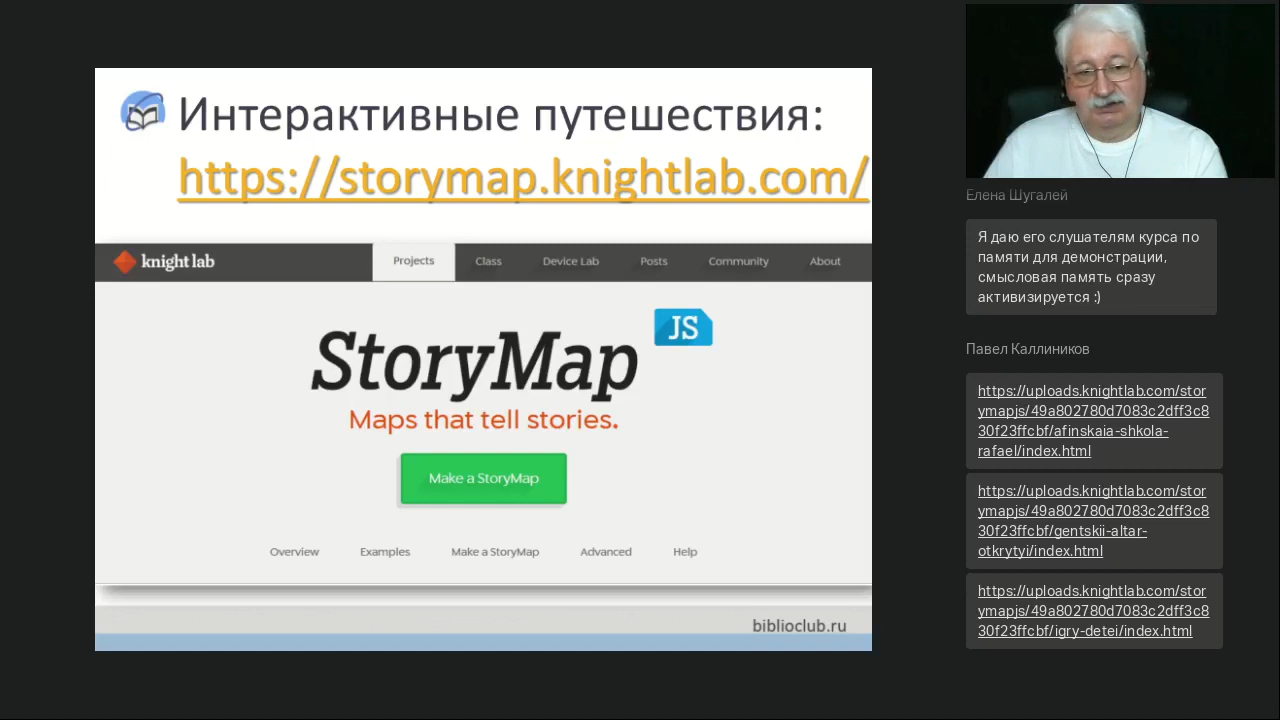 Интерактивные путешествия:
https://storymap.knightlab.com/
knight lab
Projects
Class
Device Lab
Posts
Community
About
StoryMap
JS
Maps that tell stories.
Make a StoryMap
Overview
Examples
Make a StoryMap
Advanced
Help
biblioclub.ru
Елена Шугалей
Я даю его слушателям курса по
памяти для демонстрации,
смысловая память сразу
активизируется :)
Павел Каллиников
https://uploads.knightlab.com/stor
ymapjs/49a802780d7083c2dff3c8
30f23ffcbf/afinskaia-shkola-
rafael/index.html
https://uploads.knightlab.com/stor
ymapjs/49a802780d7083c2dff3c8
30f23ffcbf/gentskii-altar-
otkrytyi/index.html
https://uploads.knightlab.com/stor
ymapjs/49a802780d7083c2dff3c8
30f23ffcbf/igry-detei/index.html